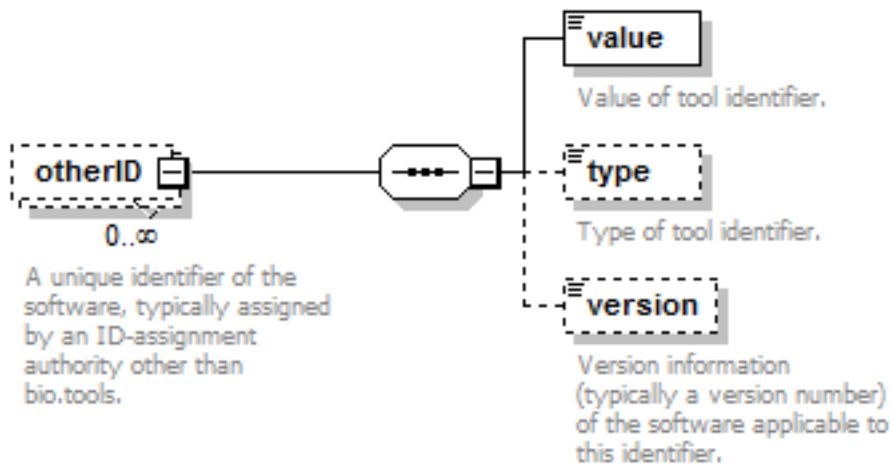 value
Value of tool identifier.
otherID
0..∞
A unique identifier of the
software, typically assigned
by an ID-assignment
authority other than
bio.tools.
type
Type of tool identifier.
version
Version information
(typically a version number)
of the software applicable to
this identifier.